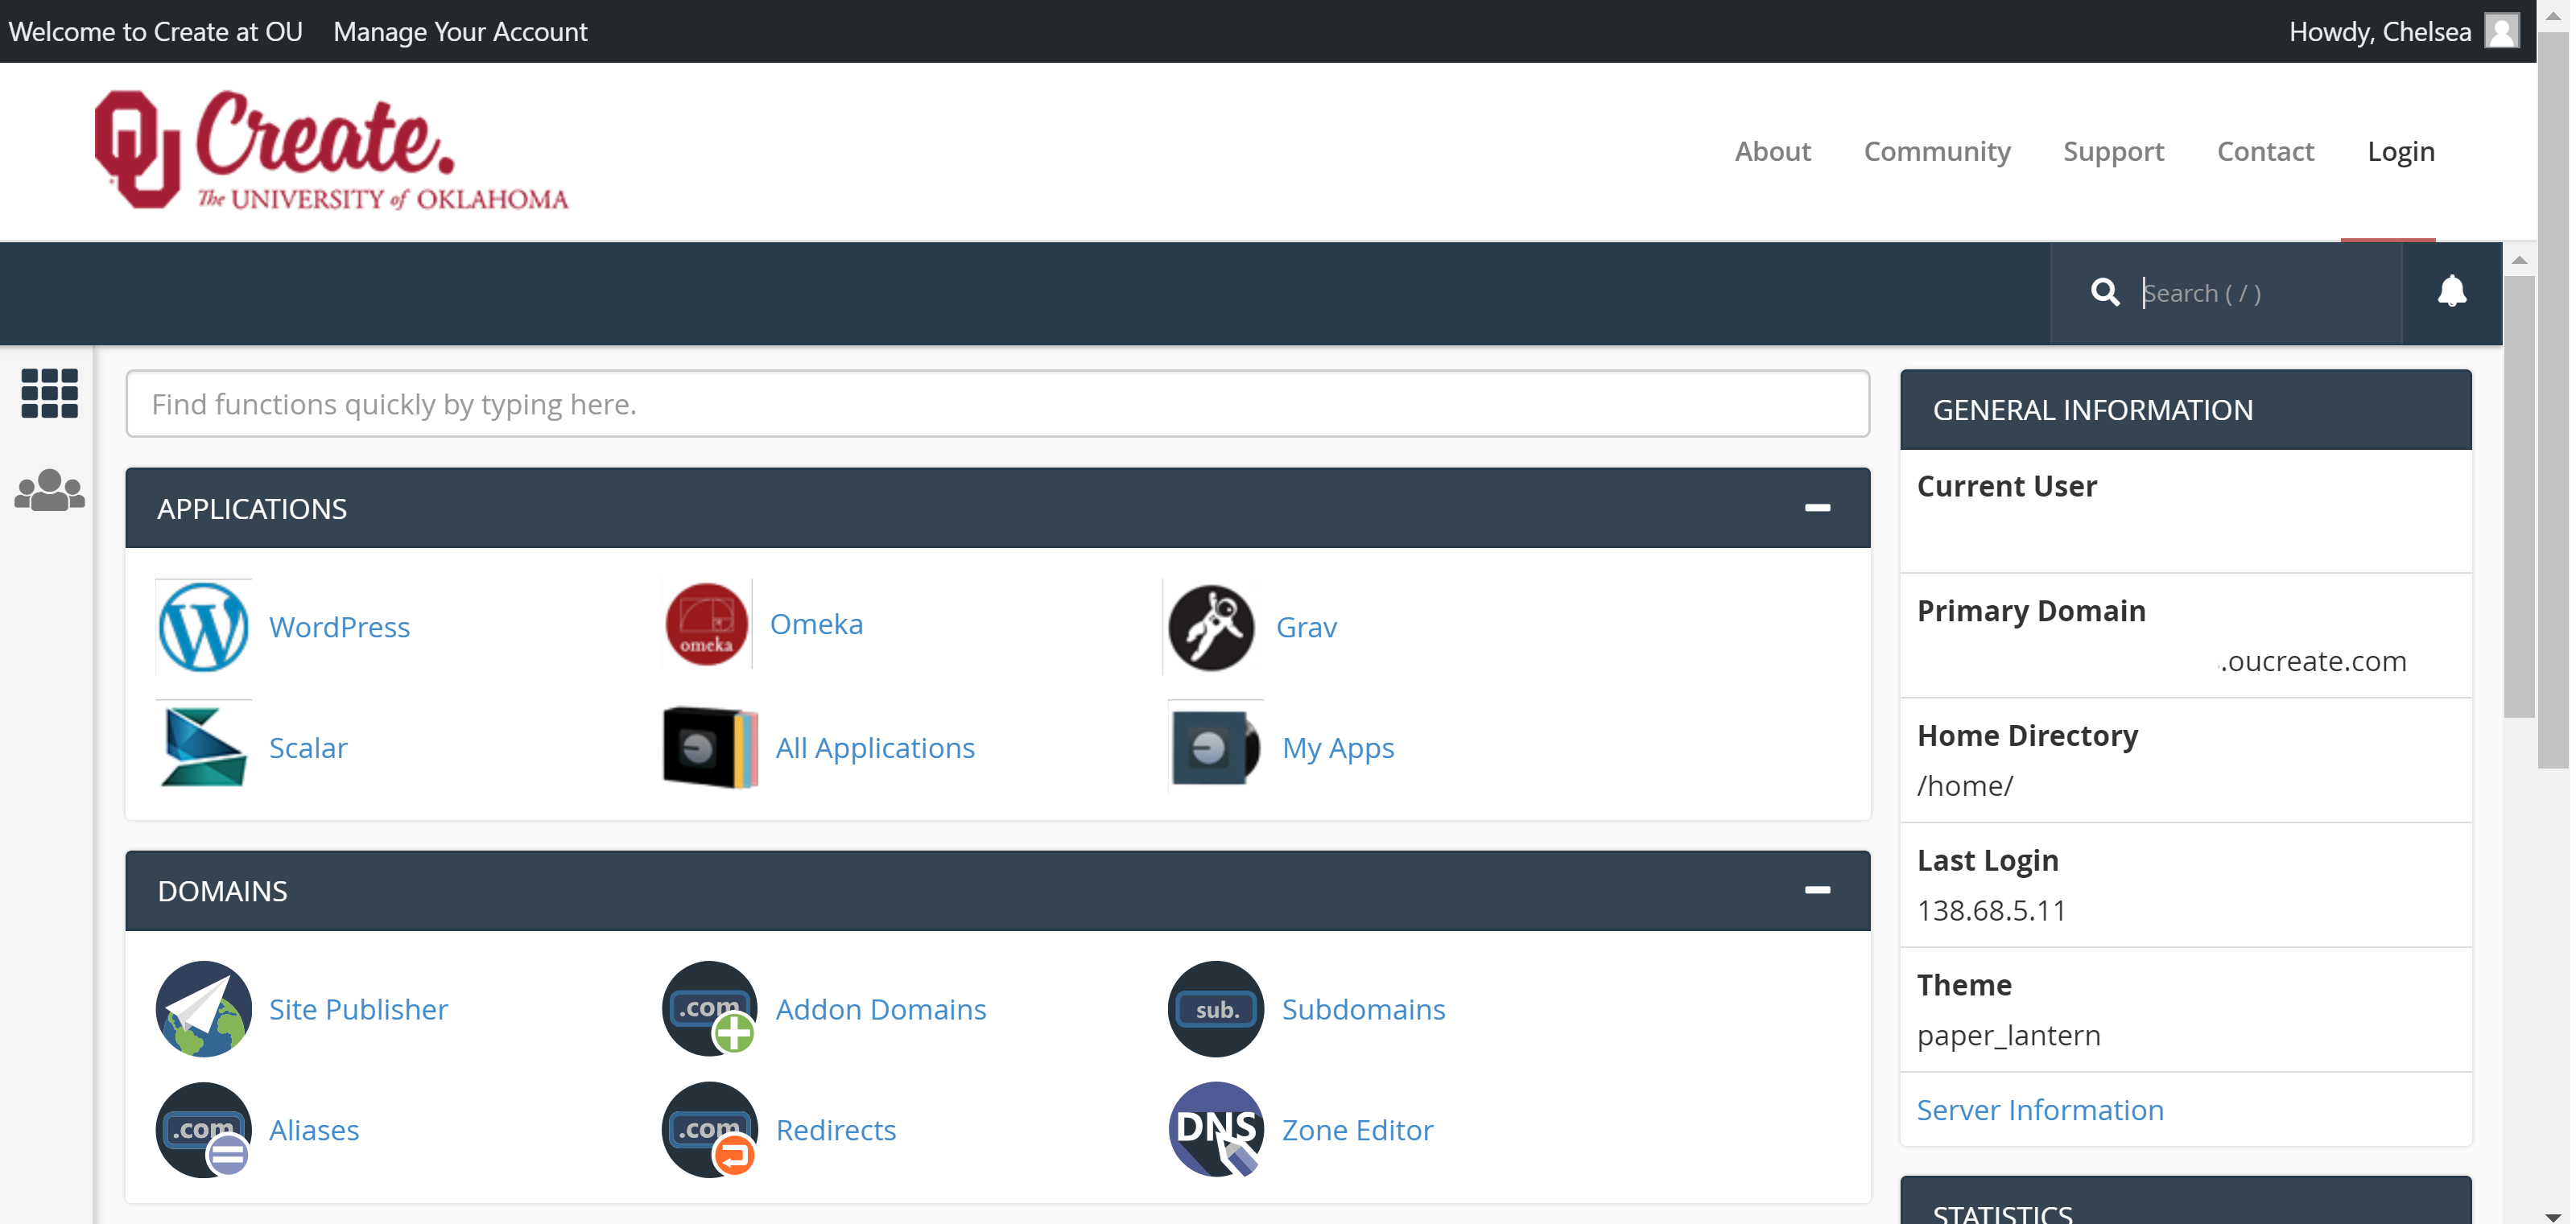 Welcome to Create at OU Manage Your Account Howdy, Chelsea
OU Create.
The UNIVERSITY of OKLAHOMA
About Community Support Contact Login
Search ( / )
Find functions quickly by typing here.
APPLICATIONS
WordPress
omeka
Omeka
Grav
Scalar
All Applications
My Apps
DOMAINS
Site Publisher
.com
Addon Domains
sub.
Subdomains
.com
Aliases
.com
Redirects
DNS
Zone Editor
GENERAL INFORMATION
Current User
Primary Domain
.oucreate.com
Home Directory
/home/
Last Login
138.68.5.11
Theme
paper_lantern
Server Information
STATISTICS